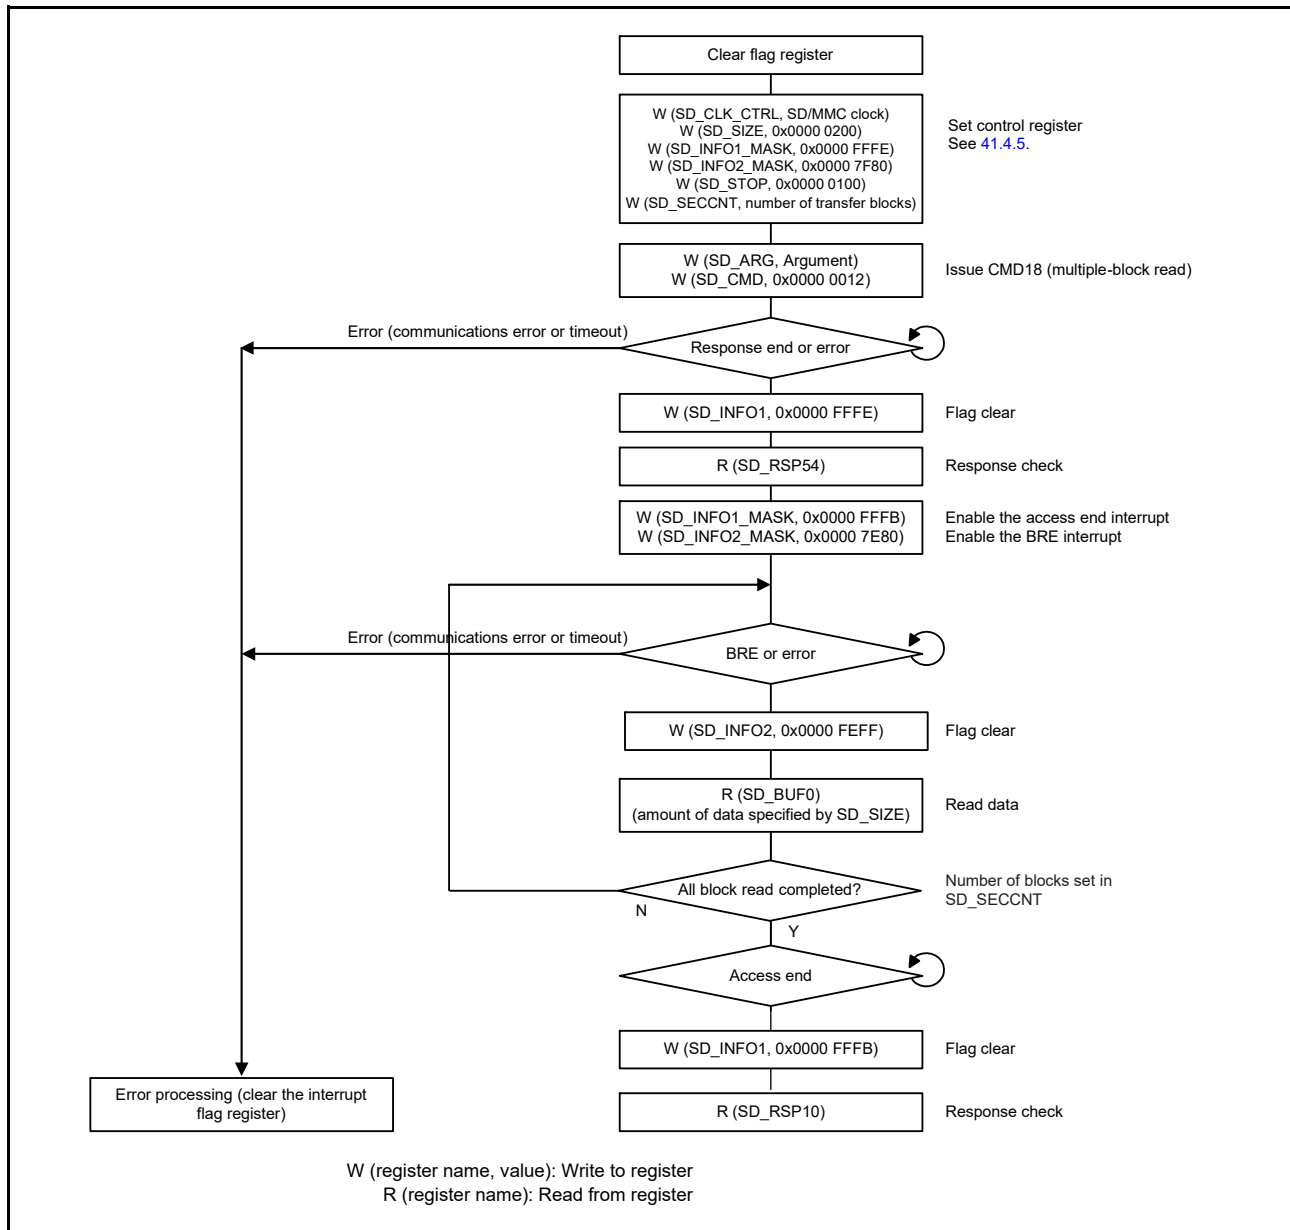 Clear flag register
W (SD_CLK_CTRL, SD/MMC clock)
W (SD_SIZE, 0x0000 0200)
W (SD_INFO1_MASK, 0x0000 FFFE)
W (SD_INFO2_MASK, 0x0000 7F80)
W (SD_STOP, 0x0000 0100)
W (SD_SECCNT, number of transfer blocks)
Set control register
See 41.4.5.
W (SD_ARG, Argument)
W (SD_CMD, 0x0000 0012)
Issue CMD18 (multiple-block read)
Error (communications error or timeout)
Response end or error
W (SD_INFO1, 0x0000 FFFE)
Flag clear
R (SD_RSP54)
Response check
W (SD_INFO1_MASK, 0x0000 FFFB)
W (SD_INFO2_MASK, 0x0000 7E80)
Enable the access end interrupt
Enable the BRE interrupt
Error (communications error or timeout)
BRE or error
W (SD_INFO2, 0x0000 FEFF)
Flag clear
R (SD_BUF0)
(amount of data specified by SD_SIZE)
Read data
All block read completed?
Number of blocks set in
SD_SECCNT
N
Y
Access end
W (SD_INFO1, 0x0000 FFFB)
Flag clear
Error processing (clear the interrupt
flag register)
R (SD_RSP10)
Response check
W (register name, value): Write to register
R (register name): Read from register